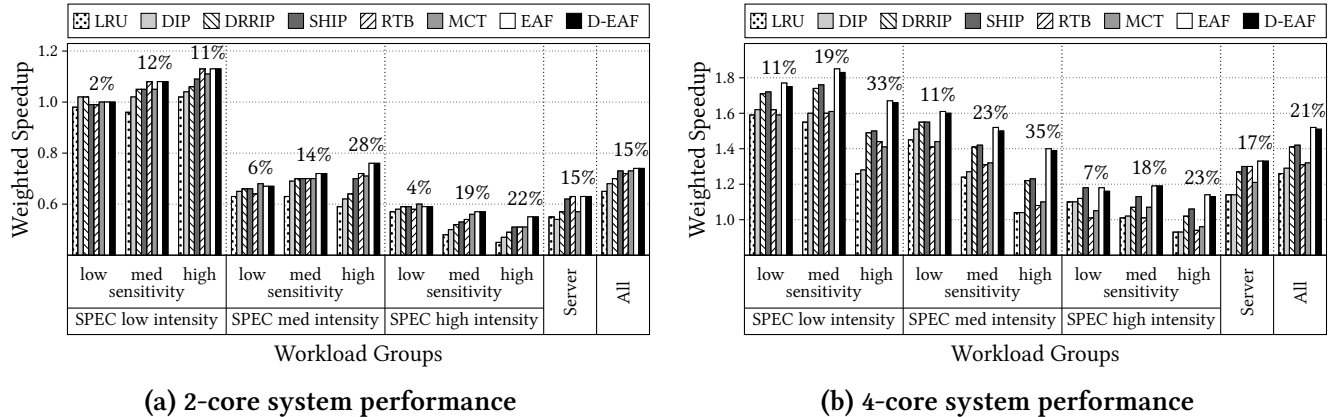 LRU DIP DRRIP SHIP RTB MCT EAF D-EAF
Weighted Speedup
1.2
1.0
0.8
0.6
2% 12% 11% 6% 14% 28% 4% 19% 22% 15% 15%
low med high low med high low med high
sensitivity sensitivity sensitivity
SPEC low intensity SPEC med intensity SPEC high intensity Server All
Workload Groups
(a) 2-core system performance
LRU DIP DRRIP SHIP RTB MCT EAF D-EAF
Weighted Speedup
1.8
1.6
1.4
1.2
1.0
11% 19% 33% 11% 23% 35% 7% 18% 23% 17% 21%
low med high low med high low med high
sensitivity sensitivity sensitivity
SPEC low intensity SPEC med intensity SPEC high intensity Server All
Workload Groups
(b) 4-core system performance